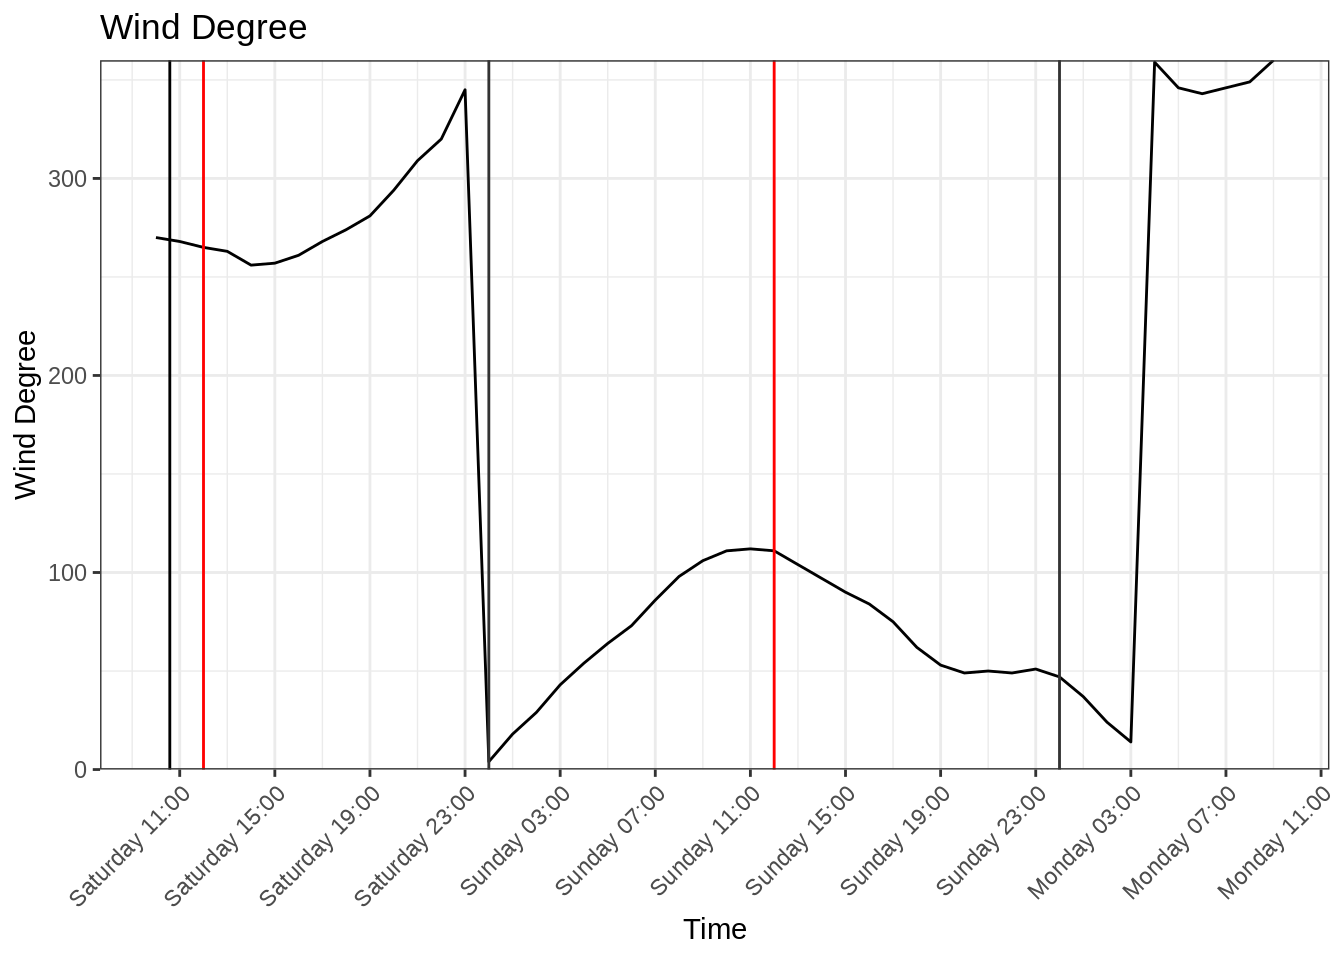 Wind Degree
Wind Degree
300
200
100
0
Saturday 11:00
Saturday 15:00
Saturday 19:00
Saturday 23:00
Sunday 03:00
Sunday 07:00
Sunday 11:00
Sunday 15:00
Sunday 19:00
Sunday 23:00
Monday 03:00
Monday 07:00
Monday 11:00
Time